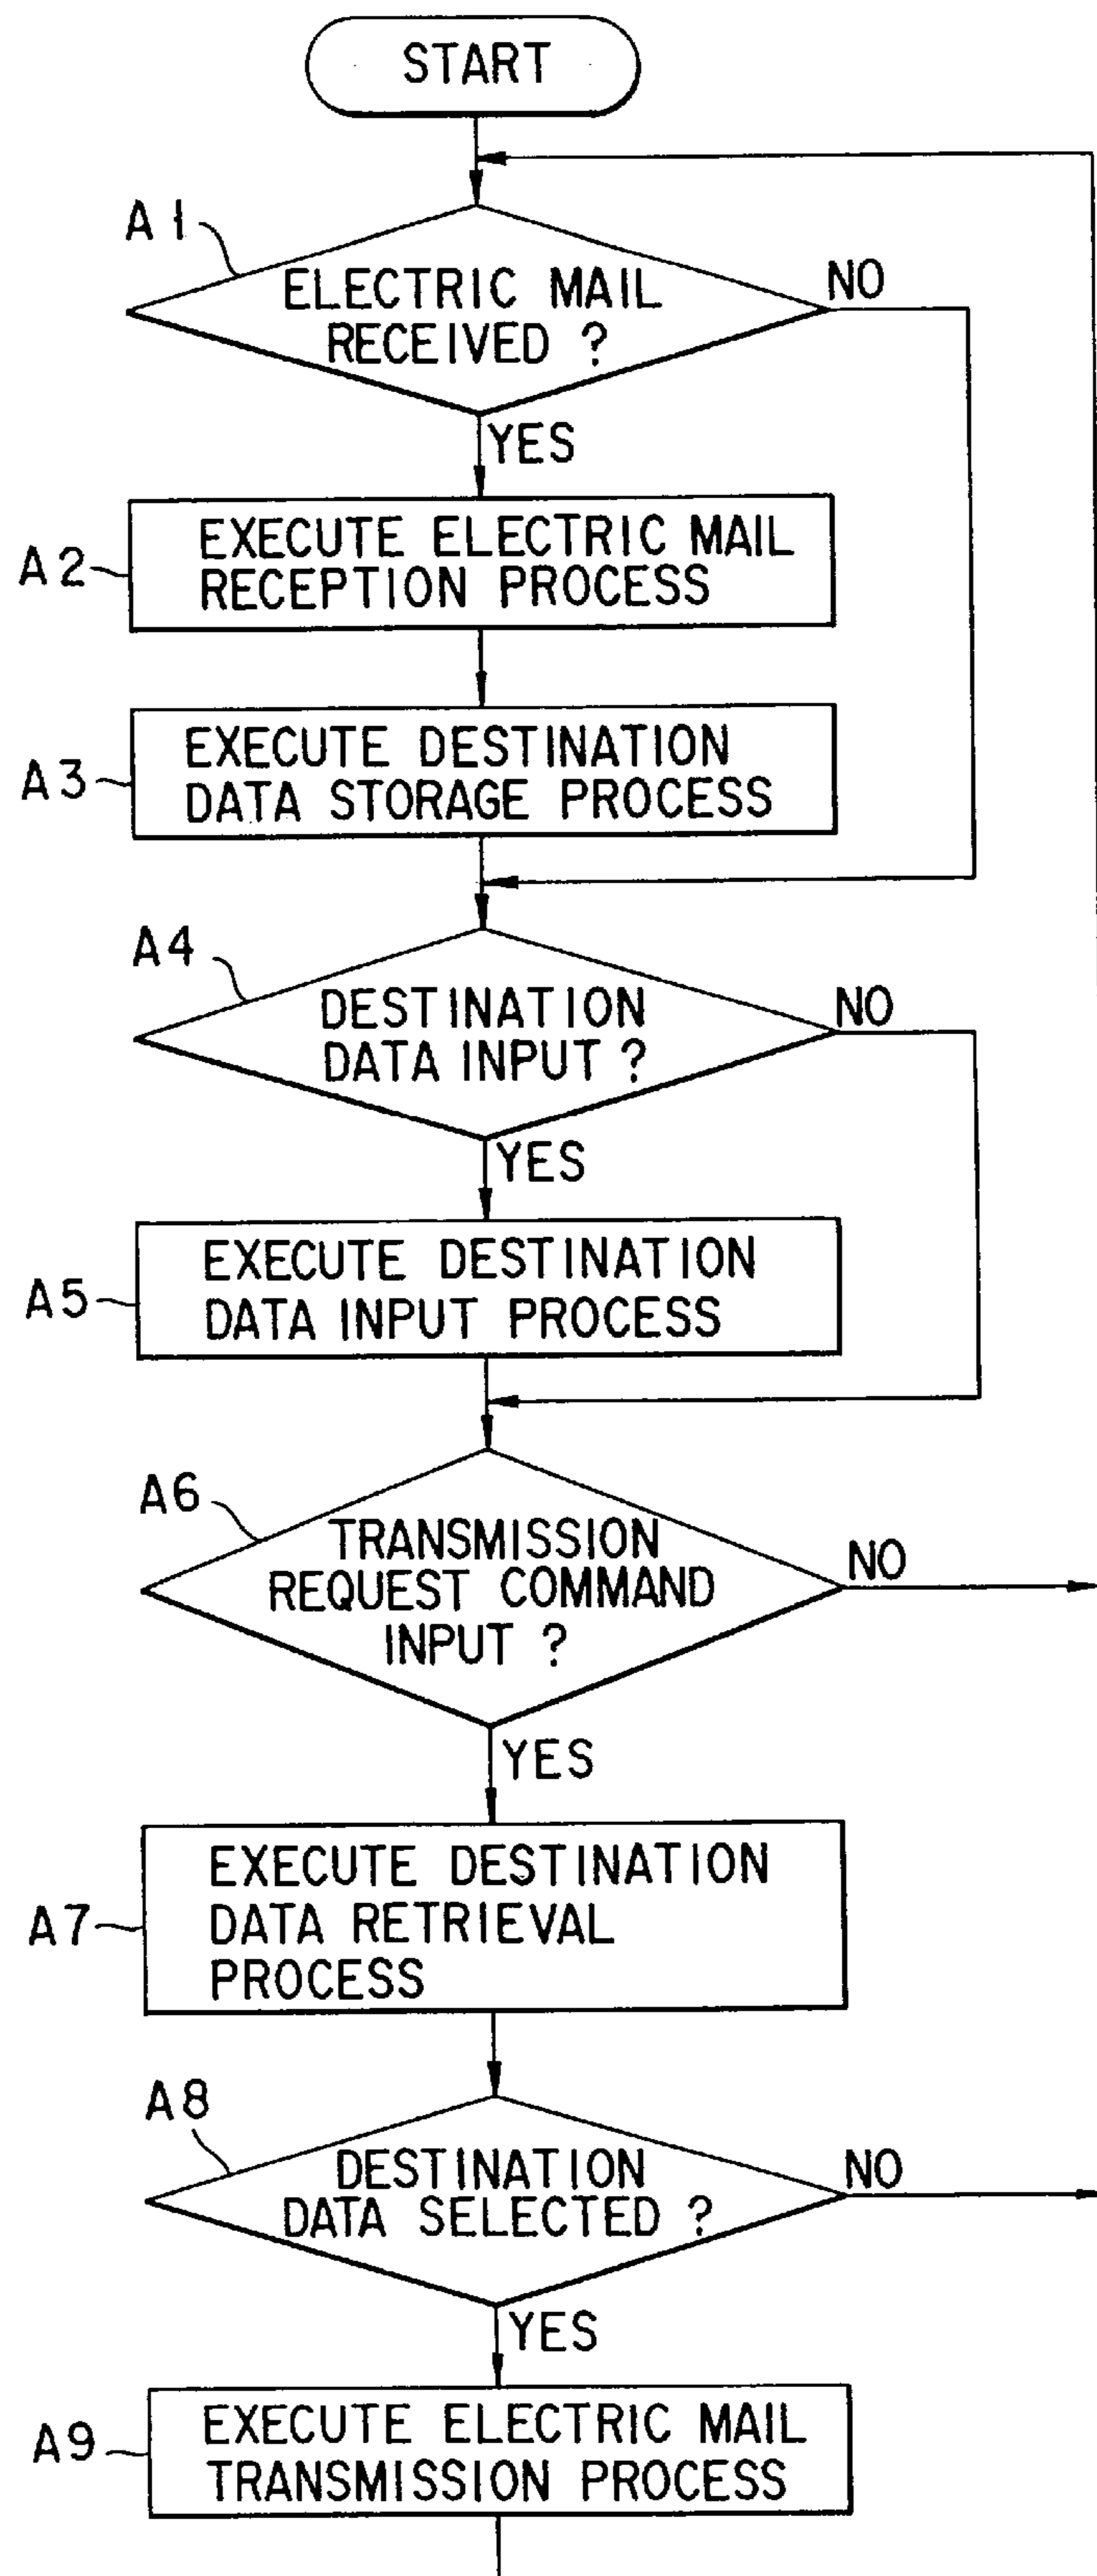 START
A1
ELECTRIC MAIL
RECEIVED ?
NO
YES
A2
EXECUTE ELECTRIC MAIL
RECEPTION PROCESS
A3
EXECUTE DESTINATION
DATA STORAGE PROCESS
A4
DESTINATION
DATA INPUT ?
NO
YES
A5
EXECUTE DESTINATION
DATA INPUT PROCESS
A6
TRANSMISSION
REQUEST COMMAND
INPUT ?
NO
YES
A7
EXECUTE DESTINATION
DATA RETRIEVAL
PROCESS
A8
DESTINATION
DATA SELECTED ?
NO
YES
A9
EXECUTE ELECTRIC MAIL
TRANSMISSION PROCESS